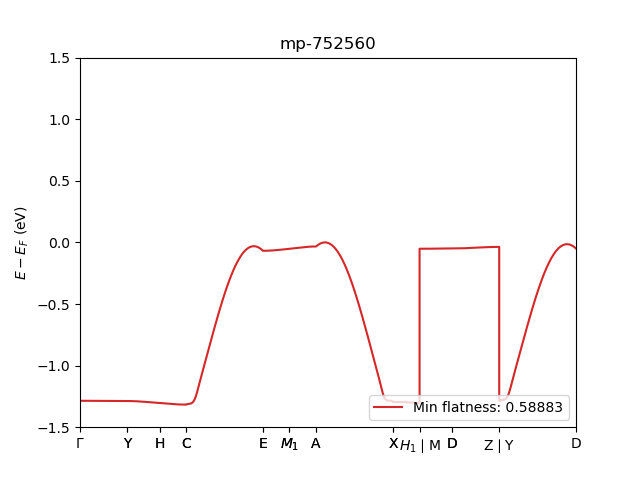 mp-752560
E − E_F (eV)
1.5
1.0
0.5
0.0
−0.5
−1.0
−1.5
Min flatness: 0.58883
Γ Y H C E M₁ A X H₁ | M D Z | Y D